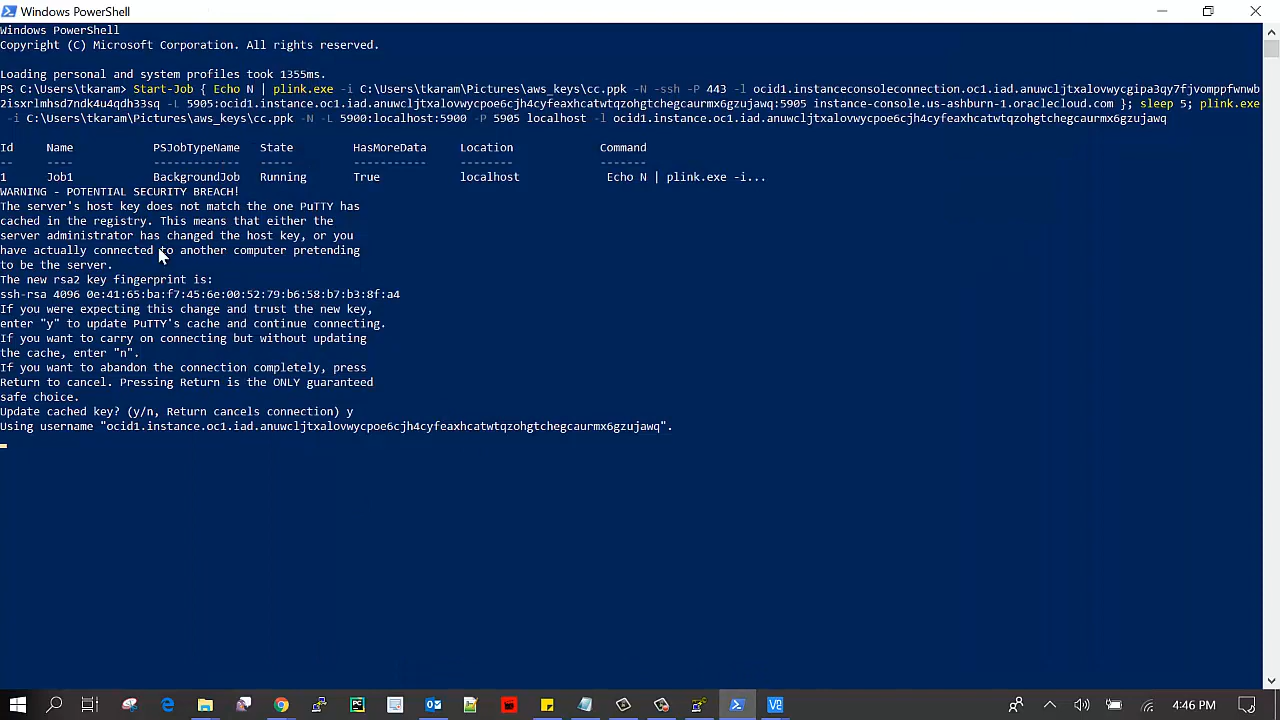 Windows PowerShell
Windows PowerShell
Copyright (C) Microsoft Corporation. All rights reserved.
Loading personal and system profiles took 1355ms.
PS C:\Users\tkaram> Start-Job { Echo N | plink.exe -i C:\Users\tkaram\Pictures\aws_keys\cc.ppk -N -ssh -P 443 -l ocid1.instanceconsoleconnection.oc1.iad.anuwcljtxalovwycgipa3qy7fjvomppfwnwb
2isxrlmhsd7ndk4u4qdh33sq -L 5905:ocid1.instance.oc1.iad.anuwcljtxalovwycpoe6cjh4cyfeaxhcatwtqzohgtchegcaurmx6gzujawq:5905 instance-console.us-ashburn-1.oraclecloud.com }; sleep 5; plink.exe
-i C:\Users\tkaram\Pictures\aws_keys\cc.ppk -N -L 5900:localhost:5900 -P 5905 localhost -l ocid1.instance.oc1.iad.anuwcljtxalovwycpoe6cjh4cyfeaxhcatwtqzohgtchegcaurmx6gzujawq
Id Name PSJobTypeName State HasMoreData Location Command
-- ---- ------------- ----- ----------- -------- -------
1 Job1 BackgroundJob Running True localhost Echo N | plink.exe -i...
WARNING - POTENTIAL SECURITY BREACH!
The server's host key does not match the one PuTTY has
cached in the registry. This means that either the
server administrator has changed the host key, or you
have actually connected to another computer pretending
to be the server.
The new rsa2 key fingerprint is:
ssh-rsa 4096 0e:41:65:ba:f7:45:6e:00:52:79:b6:58:b7:b3:8f:a4
If you were expecting this change and trust the new key,
enter "y" to update PuTTY's cache and continue connecting.
If you want to carry on connecting but without updating
the cache, enter "n".
If you want to abandon the connection completely, press
Return to cancel. Pressing Return is the ONLY guaranteed
safe choice.
Update cached key? (y/n, Return cancels connection) y
Using username "ocid1.instance.oc1.iad.anuwcljtxalovwycpoe6cjh4cyfeaxhcatwtqzohgtchegcaurmx6gzujawq".
4:46 PM